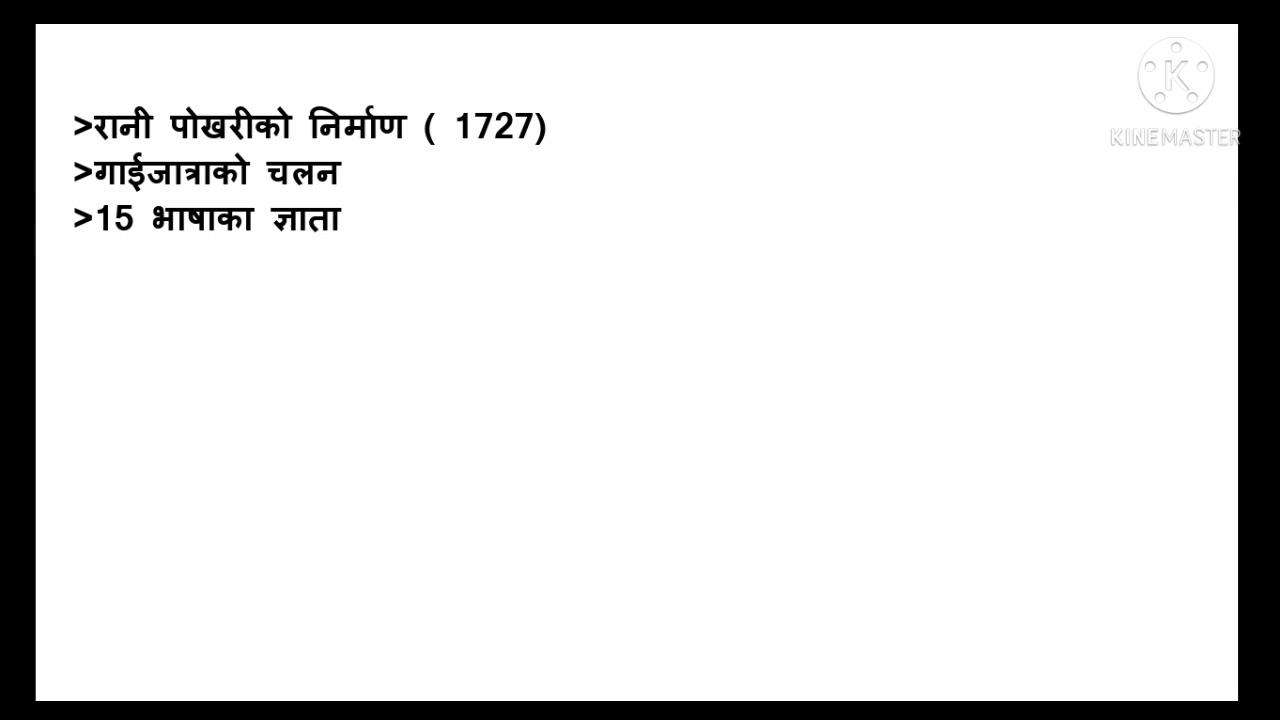 >रानी पोखरीको निर्माण ( 1727)
>गाईजात्राको चलन
>15 भाषाका ज्ञाता
K
KINEMASTER